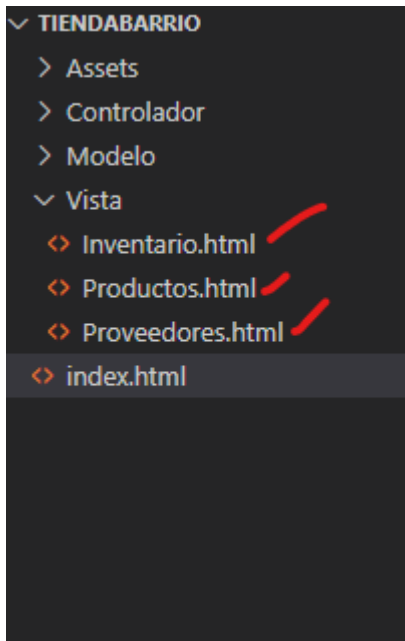 TIENDABARRIO
Assets
Controlador
Modelo
Vista
<> Inventario.html
<> Productos.html
<> Proveedores.html
<> index.html